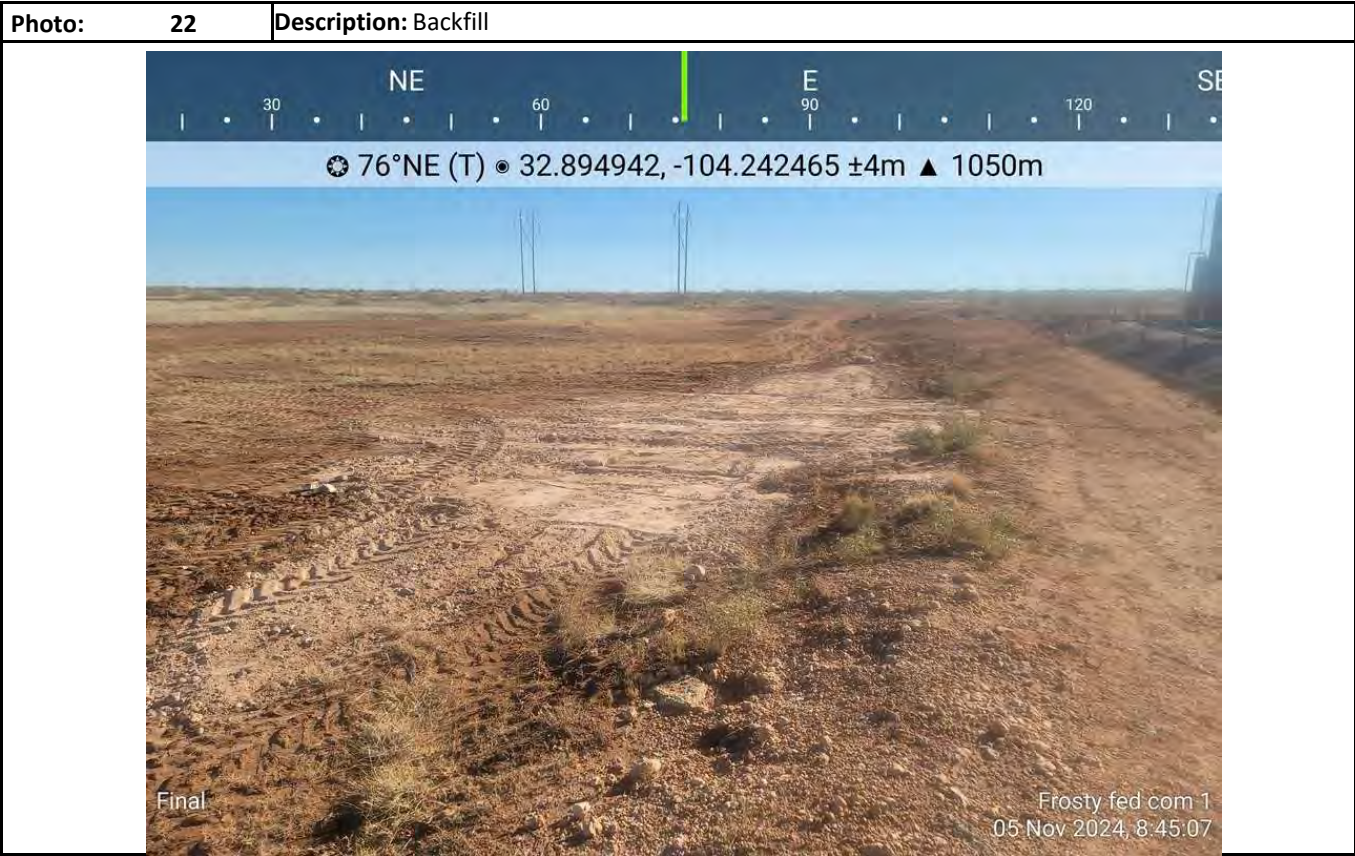 Photo: 22 Description: Backfill
NE E SE
30 60 90 120
76°NE (T) 32.894942, -104.242465 ±4m ▲ 1050m
Final
Frosty fed com 1
05 Nov 2024, 8:45:07